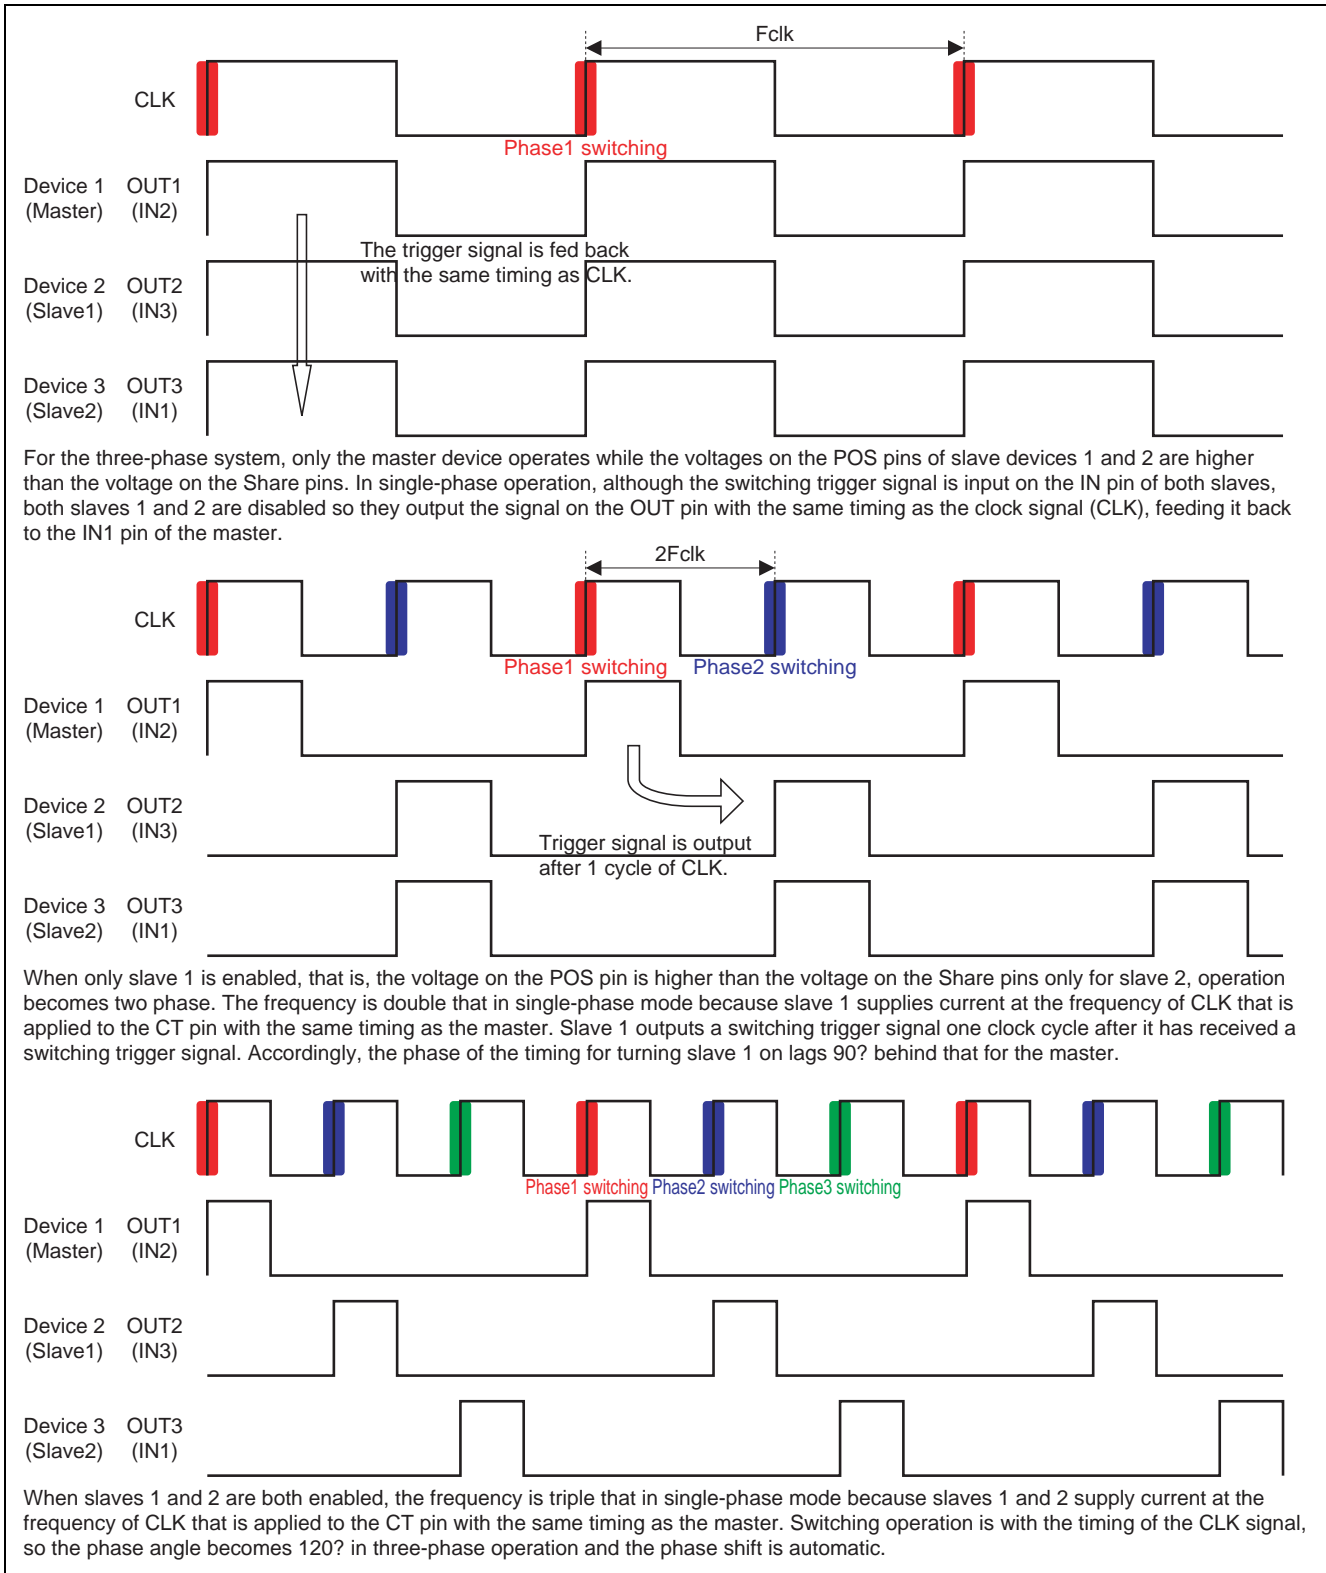 Fclk
CLK
Phase1 switching
Device 1 OUT1
(Master) (IN2)
The trigger signal is fed back
with the same timing as CLK.
Device 2 OUT2
(Slave1) (IN3)
Device 3 OUT3
(Slave2) (IN1)
For the three-phase system, only the master device operates while the voltages on the POS pins of slave devices 1 and 2 are higher
than the voltage on the Share pins. In single-phase operation, although the switching trigger signal is input on the IN pin of both slaves,
both slaves 1 and 2 are disabled so they output the signal on the OUT pin with the same timing as the clock signal (CLK), feeding it back
to the IN1 pin of the master.
2Fclk
CLK
Phase1 switching Phase2 switching
Device 1 OUT1
(Master) (IN2)
Device 2 OUT2
(Slave1) (IN3)
Trigger signal is output
after 1 cycle of CLK.
Device 3 OUT3
(Slave2) (IN1)
When only slave 1 is enabled, that is, the voltage on the POS pin is higher than the voltage on the Share pins only for slave 2, operation
becomes two phase. The frequency is double that in single-phase mode because slave 1 supplies current at the frequency of CLK that is
applied to the CT pin with the same timing as the master. Slave 1 outputs a switching trigger signal one clock cycle after it has received a
switching trigger signal. Accordingly, the phase of the timing for turning slave 1 on lags 90? behind that for the master.
CLK
Phase1 switching Phase2 switching Phase3 switching
Device 1 OUT1
(Master) (IN2)
Device 2 OUT2
(Slave1) (IN3)
Device 3 OUT3
(Slave2) (IN1)
When slaves 1 and 2 are both enabled, the frequency is triple that in single-phase mode because slaves 1 and 2 supply current at the
frequency of CLK that is applied to the CT pin with the same timing as the master. Switching operation is with the timing of the CLK signal,
so the phase angle becomes 120? in three-phase operation and the phase shift is automatic.